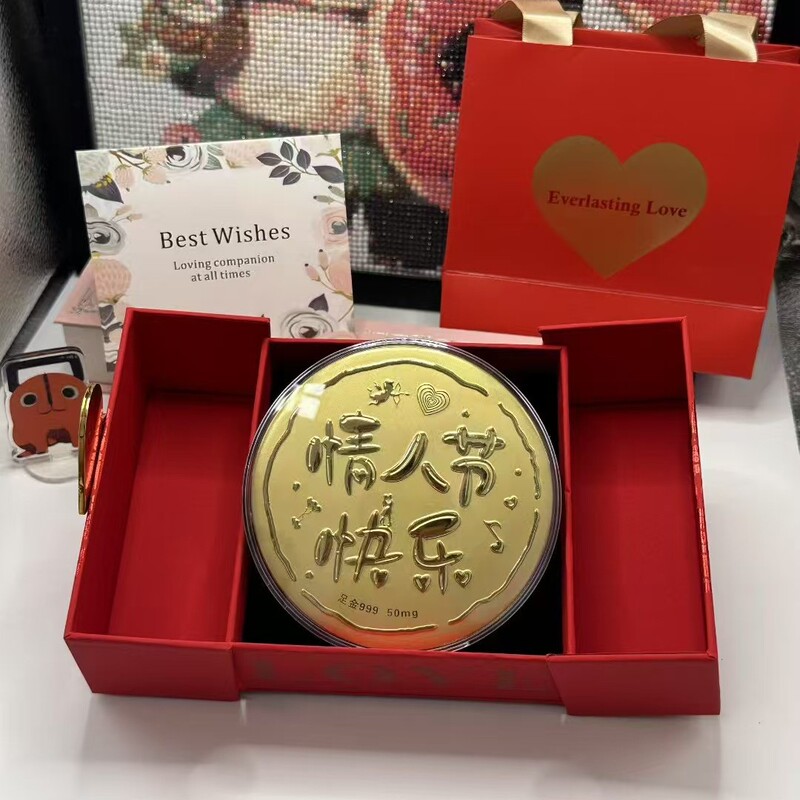 Best Wishes
Loving companion
at all times
Everlasting Love
情人节
快乐
足金999 50mg